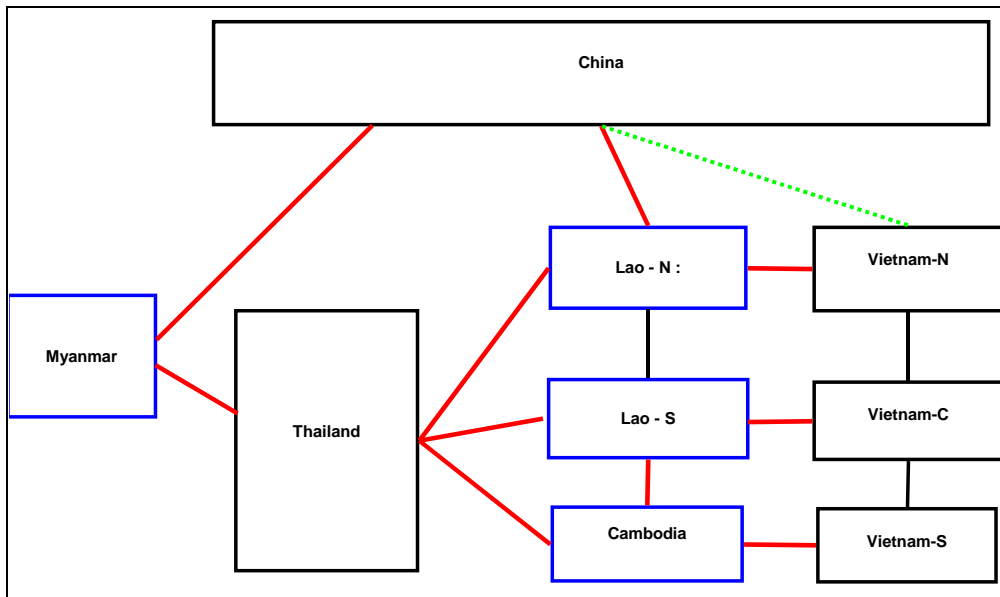 China
Lao - N :
Vietnam-N
Myanmar
Thailand
Lao - S
Vietnam-C
Cambodia
Vietnam-S